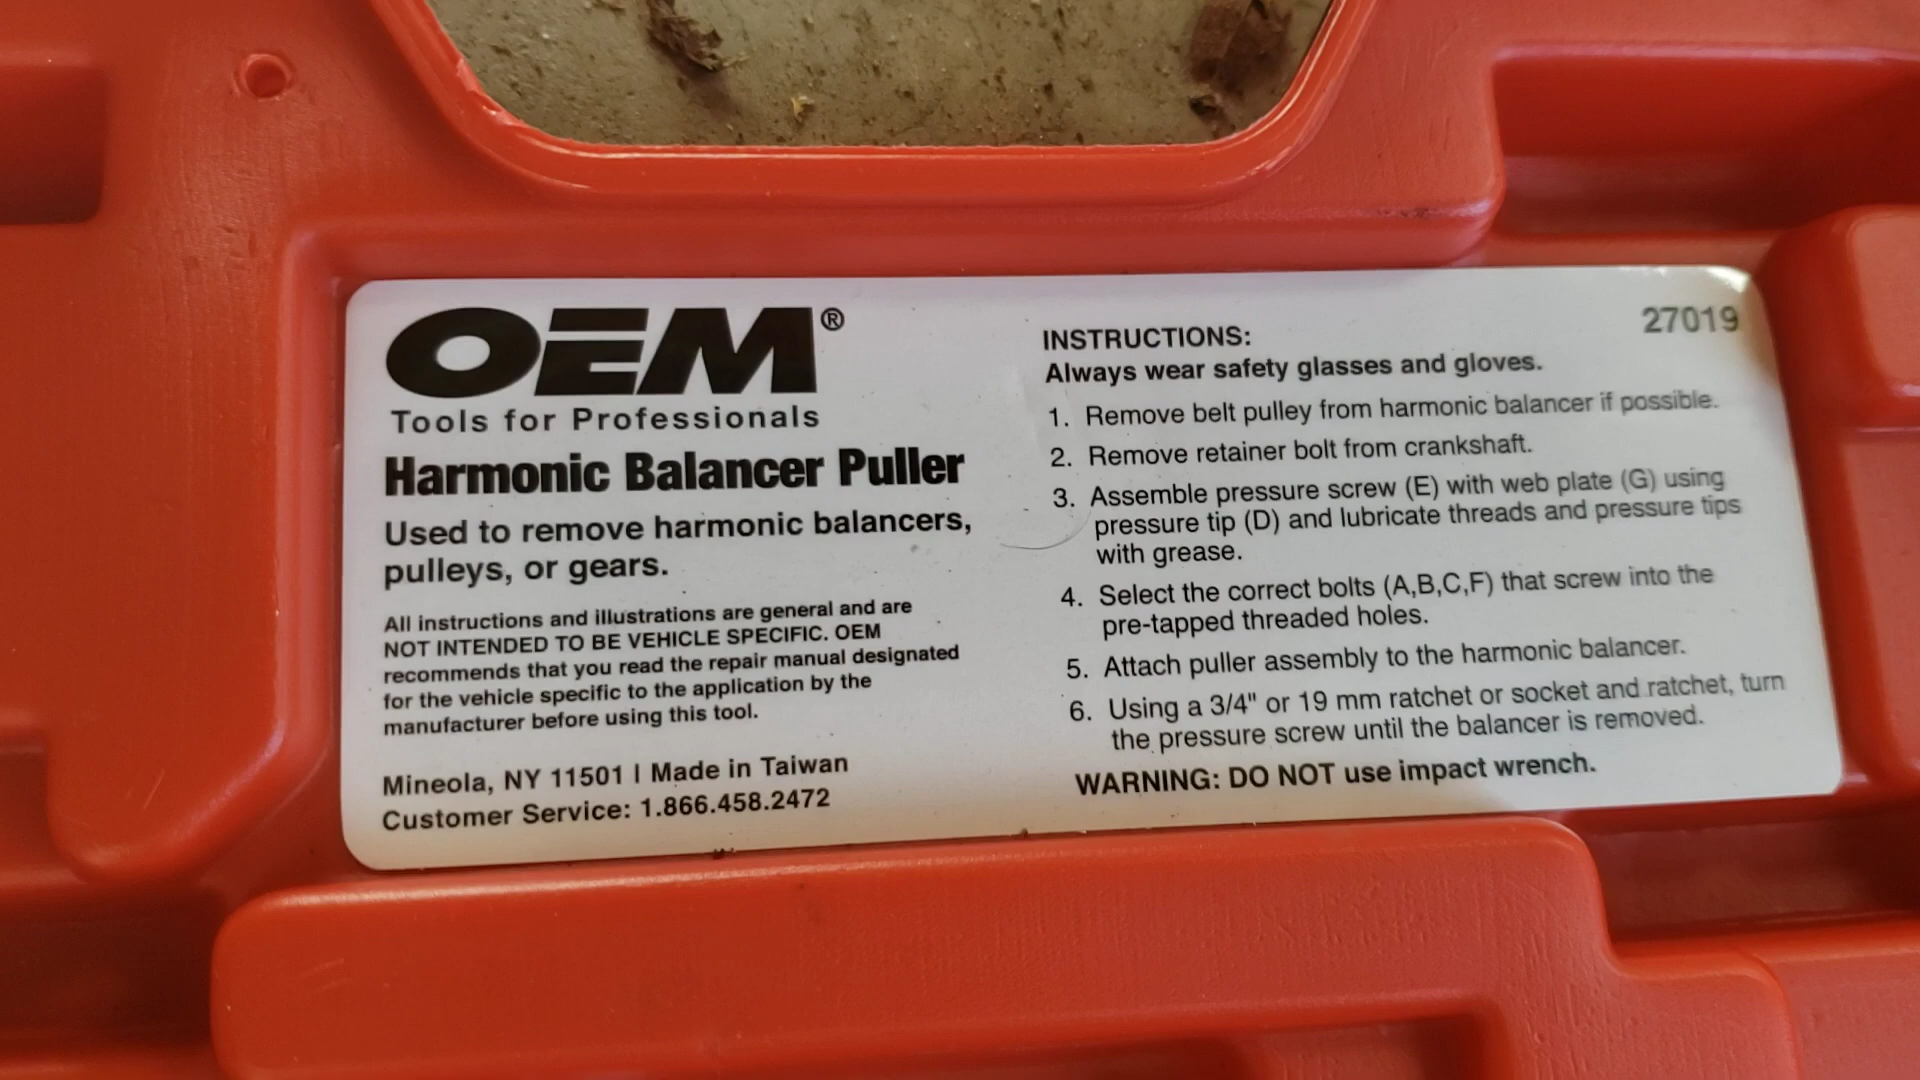 OEM®
Tools for Professionals
Harmonic Balancer Puller
Used to remove harmonic balancers,
pulleys, or gears.
All instructions and illustrations are general and are
NOT INTENDED TO BE VEHICLE SPECIFIC. OEM
recommends that you read the repair manual designated
for the vehicle specific to the application by the
manufacturer before using this tool.
Mineola, NY 11501 | Made in Taiwan
Customer Service: 1.866.458.2472
27019
INSTRUCTIONS:
Always wear safety glasses and gloves.
1. Remove belt pulley from harmonic balancer if possible.
2. Remove retainer bolt from crankshaft.
3. Assemble pressure screw (E) with web plate (G) using
pressure tip (D) and lubricate threads and pressure tips
with grease.
4. Select the correct bolts (A,B,C,F) that screw into the
pre-tapped threaded holes.
5. Attach puller assembly to the harmonic balancer.
6. Using a 3/4" or 19 mm ratchet or socket and ratchet, turn
the pressure screw until the balancer is removed.
WARNING: DO NOT use impact wrench.